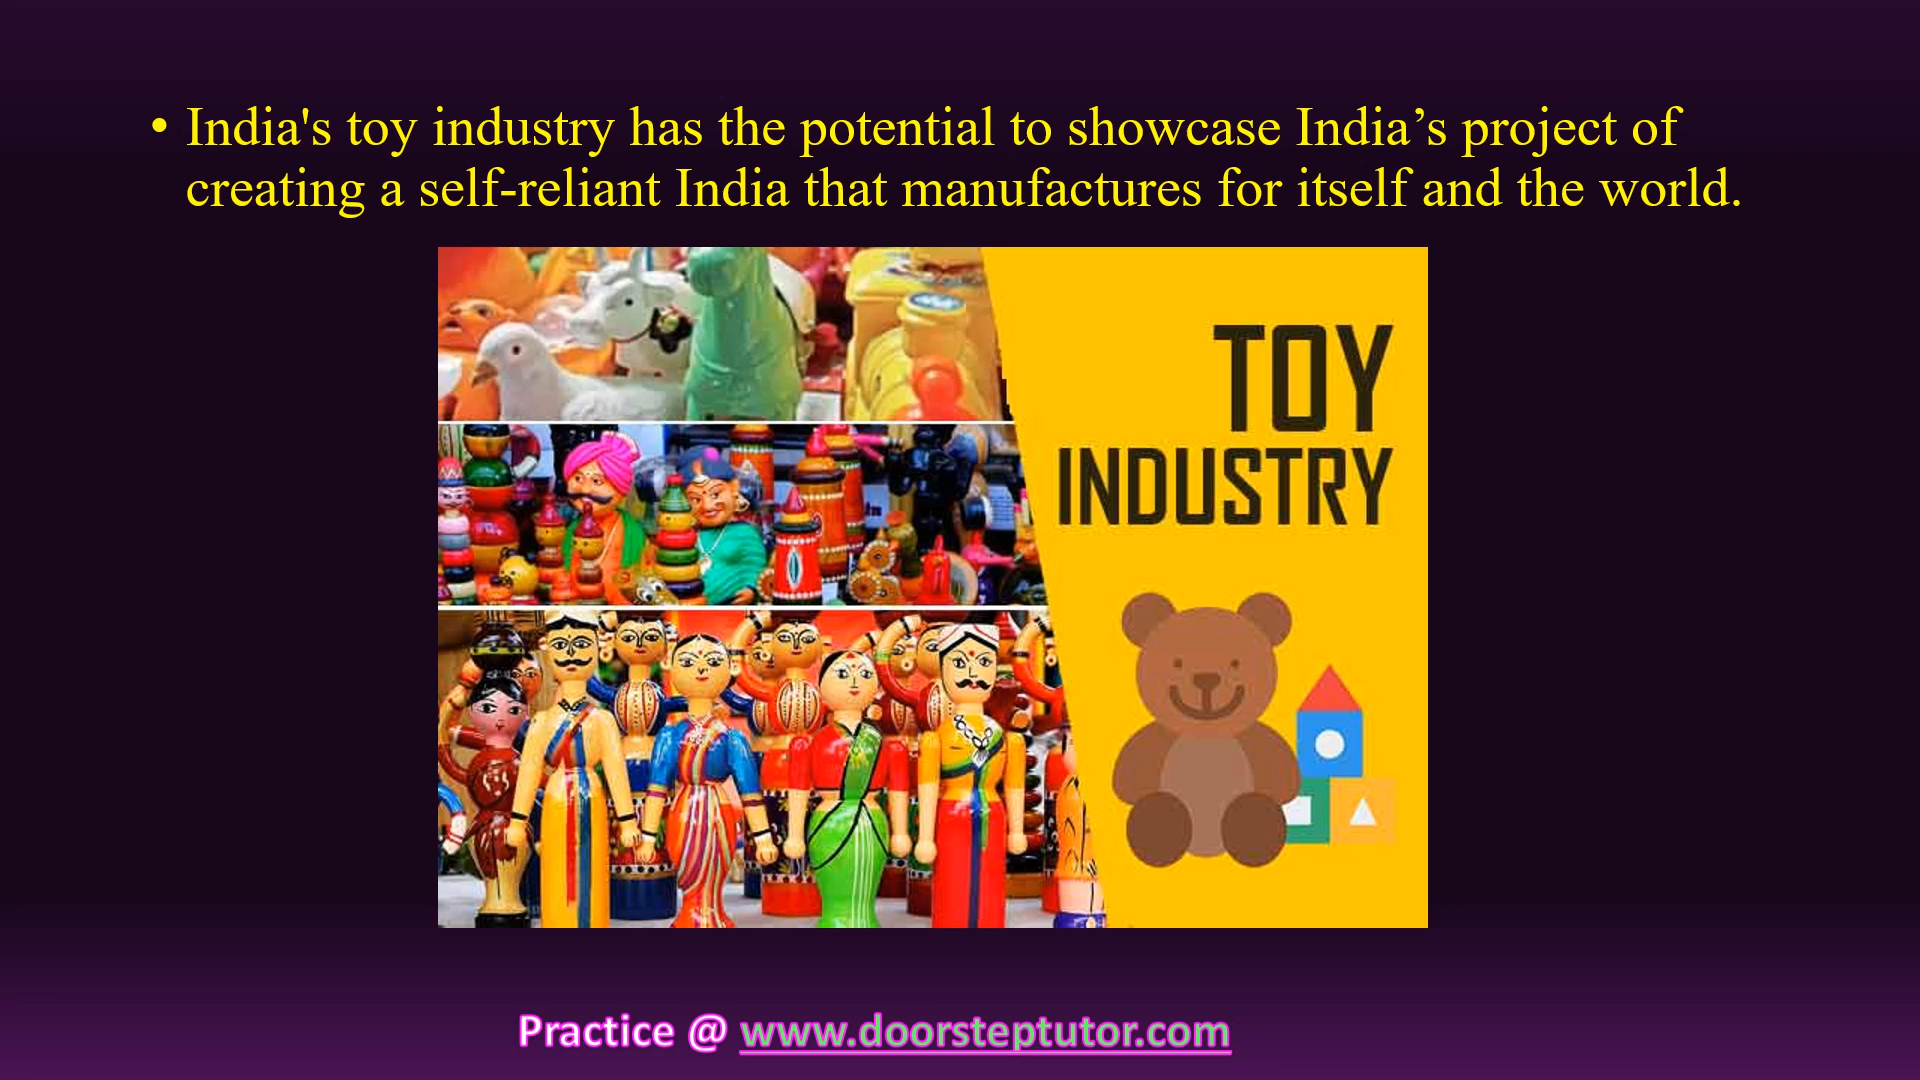 • India's toy industry has the potential to showcase India’s project of
creating a self-reliant India that manufactures for itself and the world.
TOY
INDUSTRY
Practice @ www.doorsteptutor.com